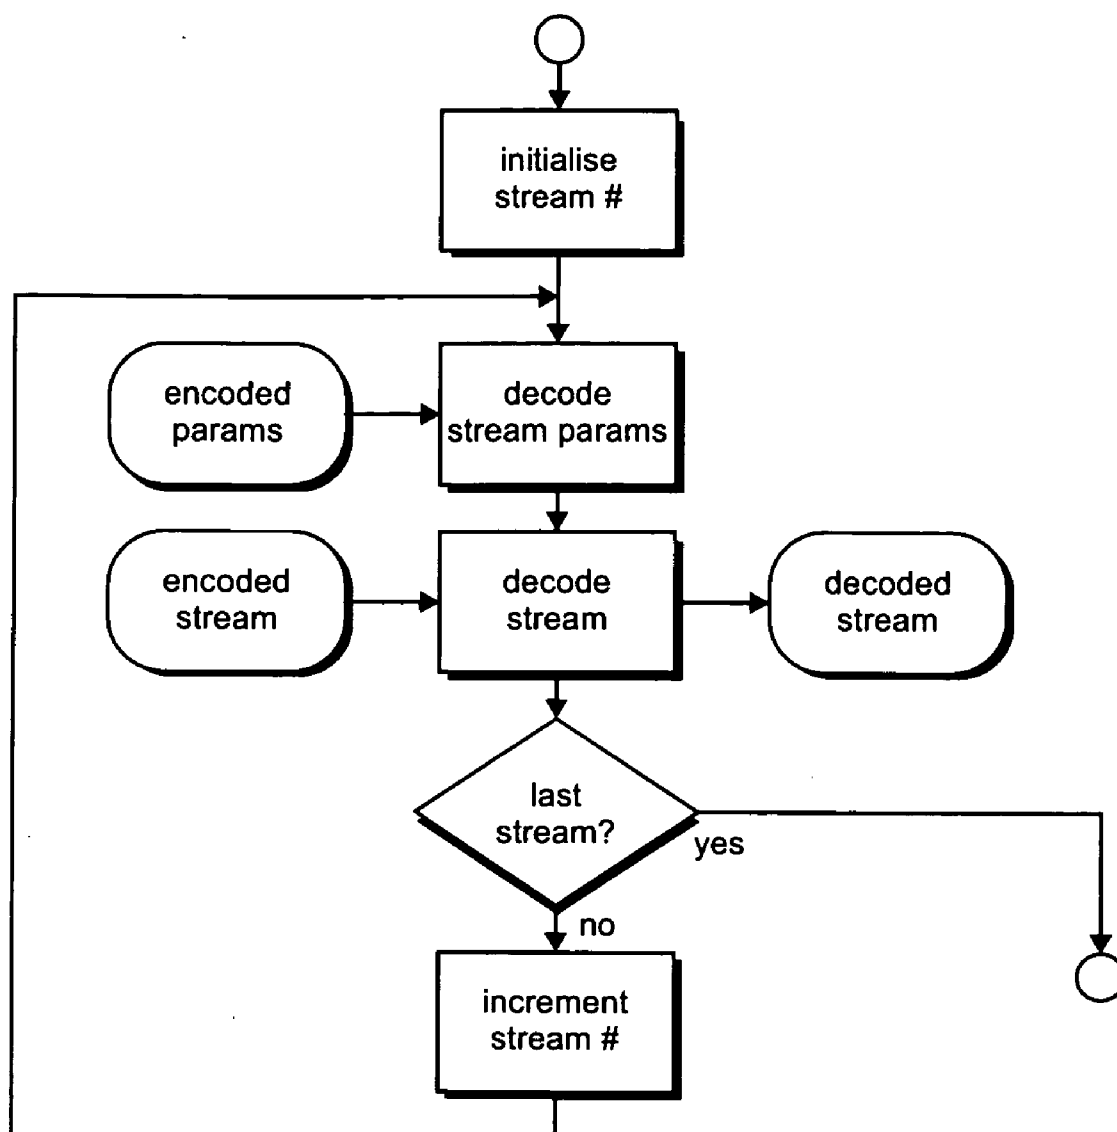 initialise
stream #
encoded
params
decode
stream params
encoded
stream
decode
stream
decoded
stream
last
stream?
yes
no
increment
stream #